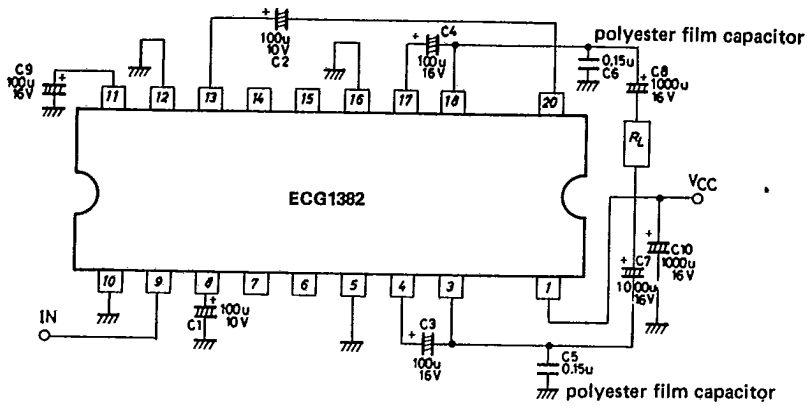 C4
polyester film capacitor
100u
10V
C2
100u
16V
0.15u
C6
C8
1000u
16V
C9
100u
16V
11
12
13
14
15
16
17
18
20
RL
ECG1382
VCC
C10
1000u
16V
C7
1000u
16V
10
9
8
7
6
5
4
3
1
IN
100u
10V
C1
C3
100u
16V
C5
0.15u
polyester film capacitor